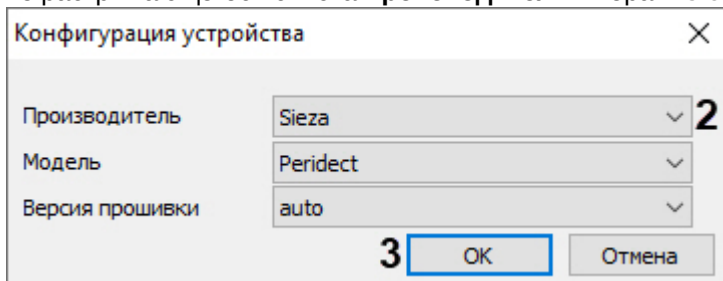 Конфигурация устройства
Производитель Sieza 2
Модель Peridect
Версия прошивки auto
3 OK Отмена